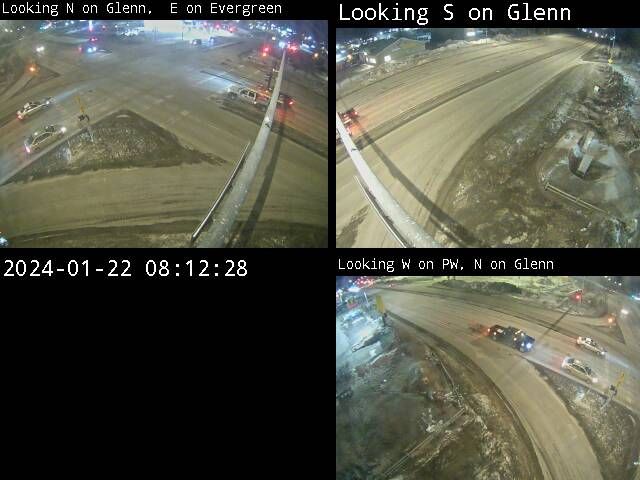 Looking N on Glenn,  E on Evergreen
Looking S on Glenn
2024-01-22 08:12:28
Looking W on PW, N on Glenn